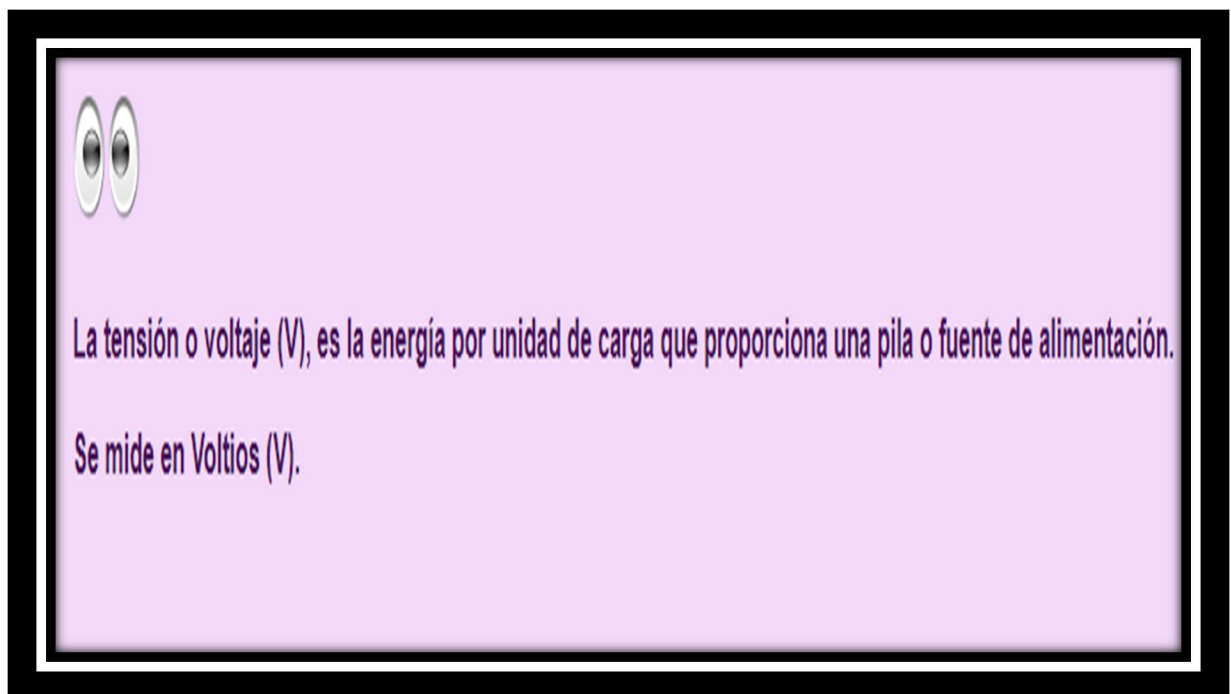 La tensión o voltaje (V), es la energía por unidad de carga que proporciona una pila o fuente de alimentación.
Se mide en Voltios (V).